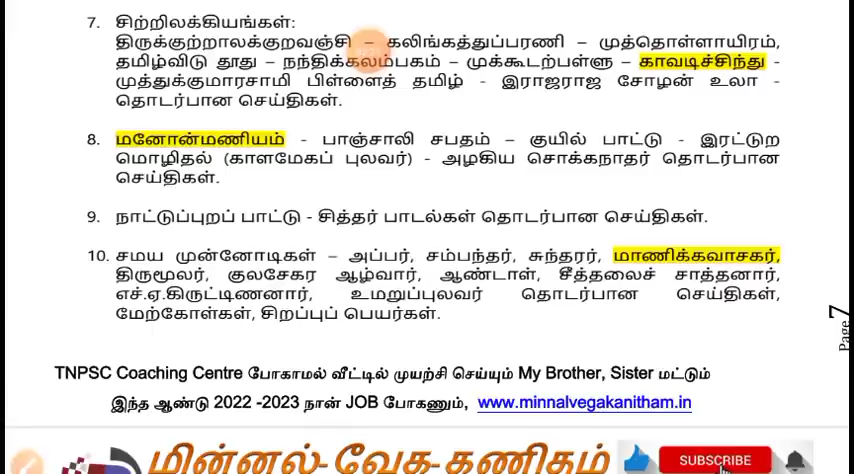 7. சிற்றிலக்கியங்கள்:
திருக்குற்றாலக்குறவஞ்சி – கலிங்கத்துப்பரணி – முத்தொள்ளாயிரம்,
தமிழ்விடு தூது – நந்திக்கலம்பகம் – முக்கூடற்பள்ளு – காவடிச்சிந்து -
முத்துக்குமாரசாமி பிள்ளைத் தமிழ் - இராஜராஜ சோழன் உலா -
தொடர்பான செய்திகள்.
8. மனோன்மணியம் - பாஞ்சாலி சபதம் – குயில் பாட்டு - இரட்டுற
மொழிதல் (காளமேகப் புலவர்) - அழகிய சொக்கநாதர் தொடர்பான
செய்திகள்.
9. நாட்டுப்புறப் பாட்டு - சித்தர் பாடல்கள் தொடர்பான செய்திகள்.
10. சமய முன்னோடிகள் – அப்பர், சம்பந்தர், சுந்தரர், மாணிக்கவாசகர்,
திருமூலர், குலசேகர ஆழ்வார், ஆண்டாள், சீத்தலைச் சாத்தனார்,
எச்.ஏ.கிருட்டிணனார், உமறுப்புலவர் தொடர்பான செய்திகள்,
மேற்கோள்கள், சிறப்புப் பெயர்கள்.
Page 7
TNPSC Coaching Centre போகாமல் வீட்டில் முயற்சி செய்யும் My Brother, Sister மட்டும்
இந்த ஆண்டு 2022 -2023 நான் JOB போகணும், www.minnalvegakanitham.in
மின்னல்-வேக-கணிதம்
SUBSCRIBE